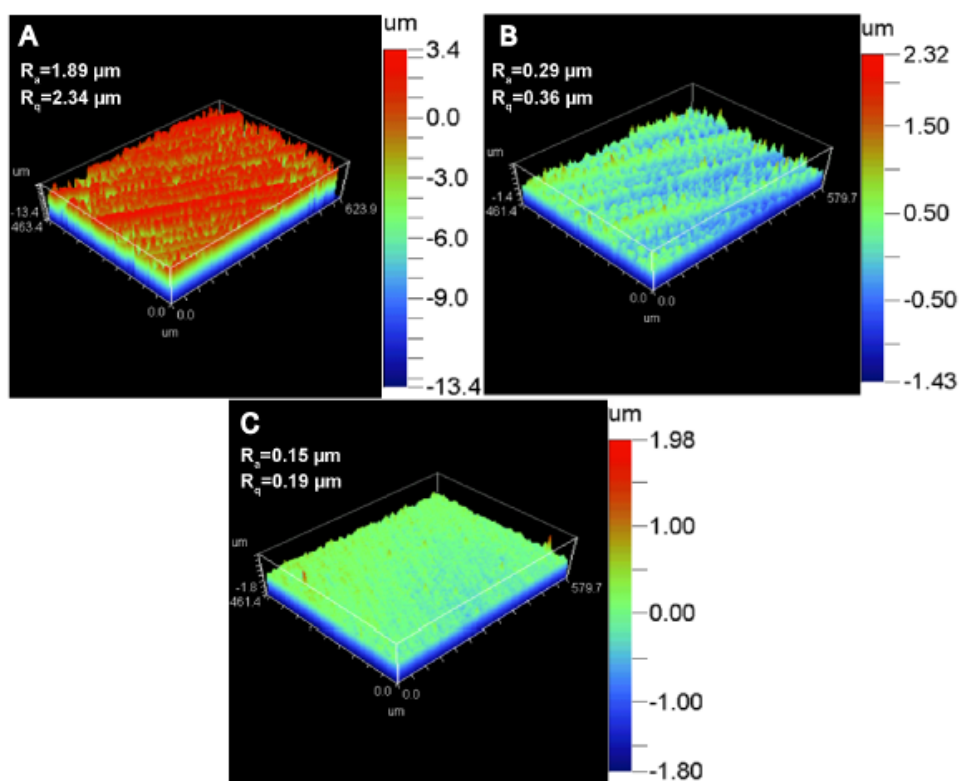 A
Ra=1.89 µm
Rq=2.34 µm
um
-13.4
463.4
623.9
0.0 0.0
um
um
3.4
0.0
-3.0
-6.0
-9.0
-13.4
B
Ra=0.29 µm
Rq=0.36 µm
um
-1.4
461.4
579.7
0.0 0.0
um
um
2.32
1.50
0.50
-0.50
-1.43
C
Ra=0.15 µm
Rq=0.19 µm
um
-1.8
461.4
579.7
0.0 0.0
um
um
1.98
1.00
0.00
-1.00
-1.80